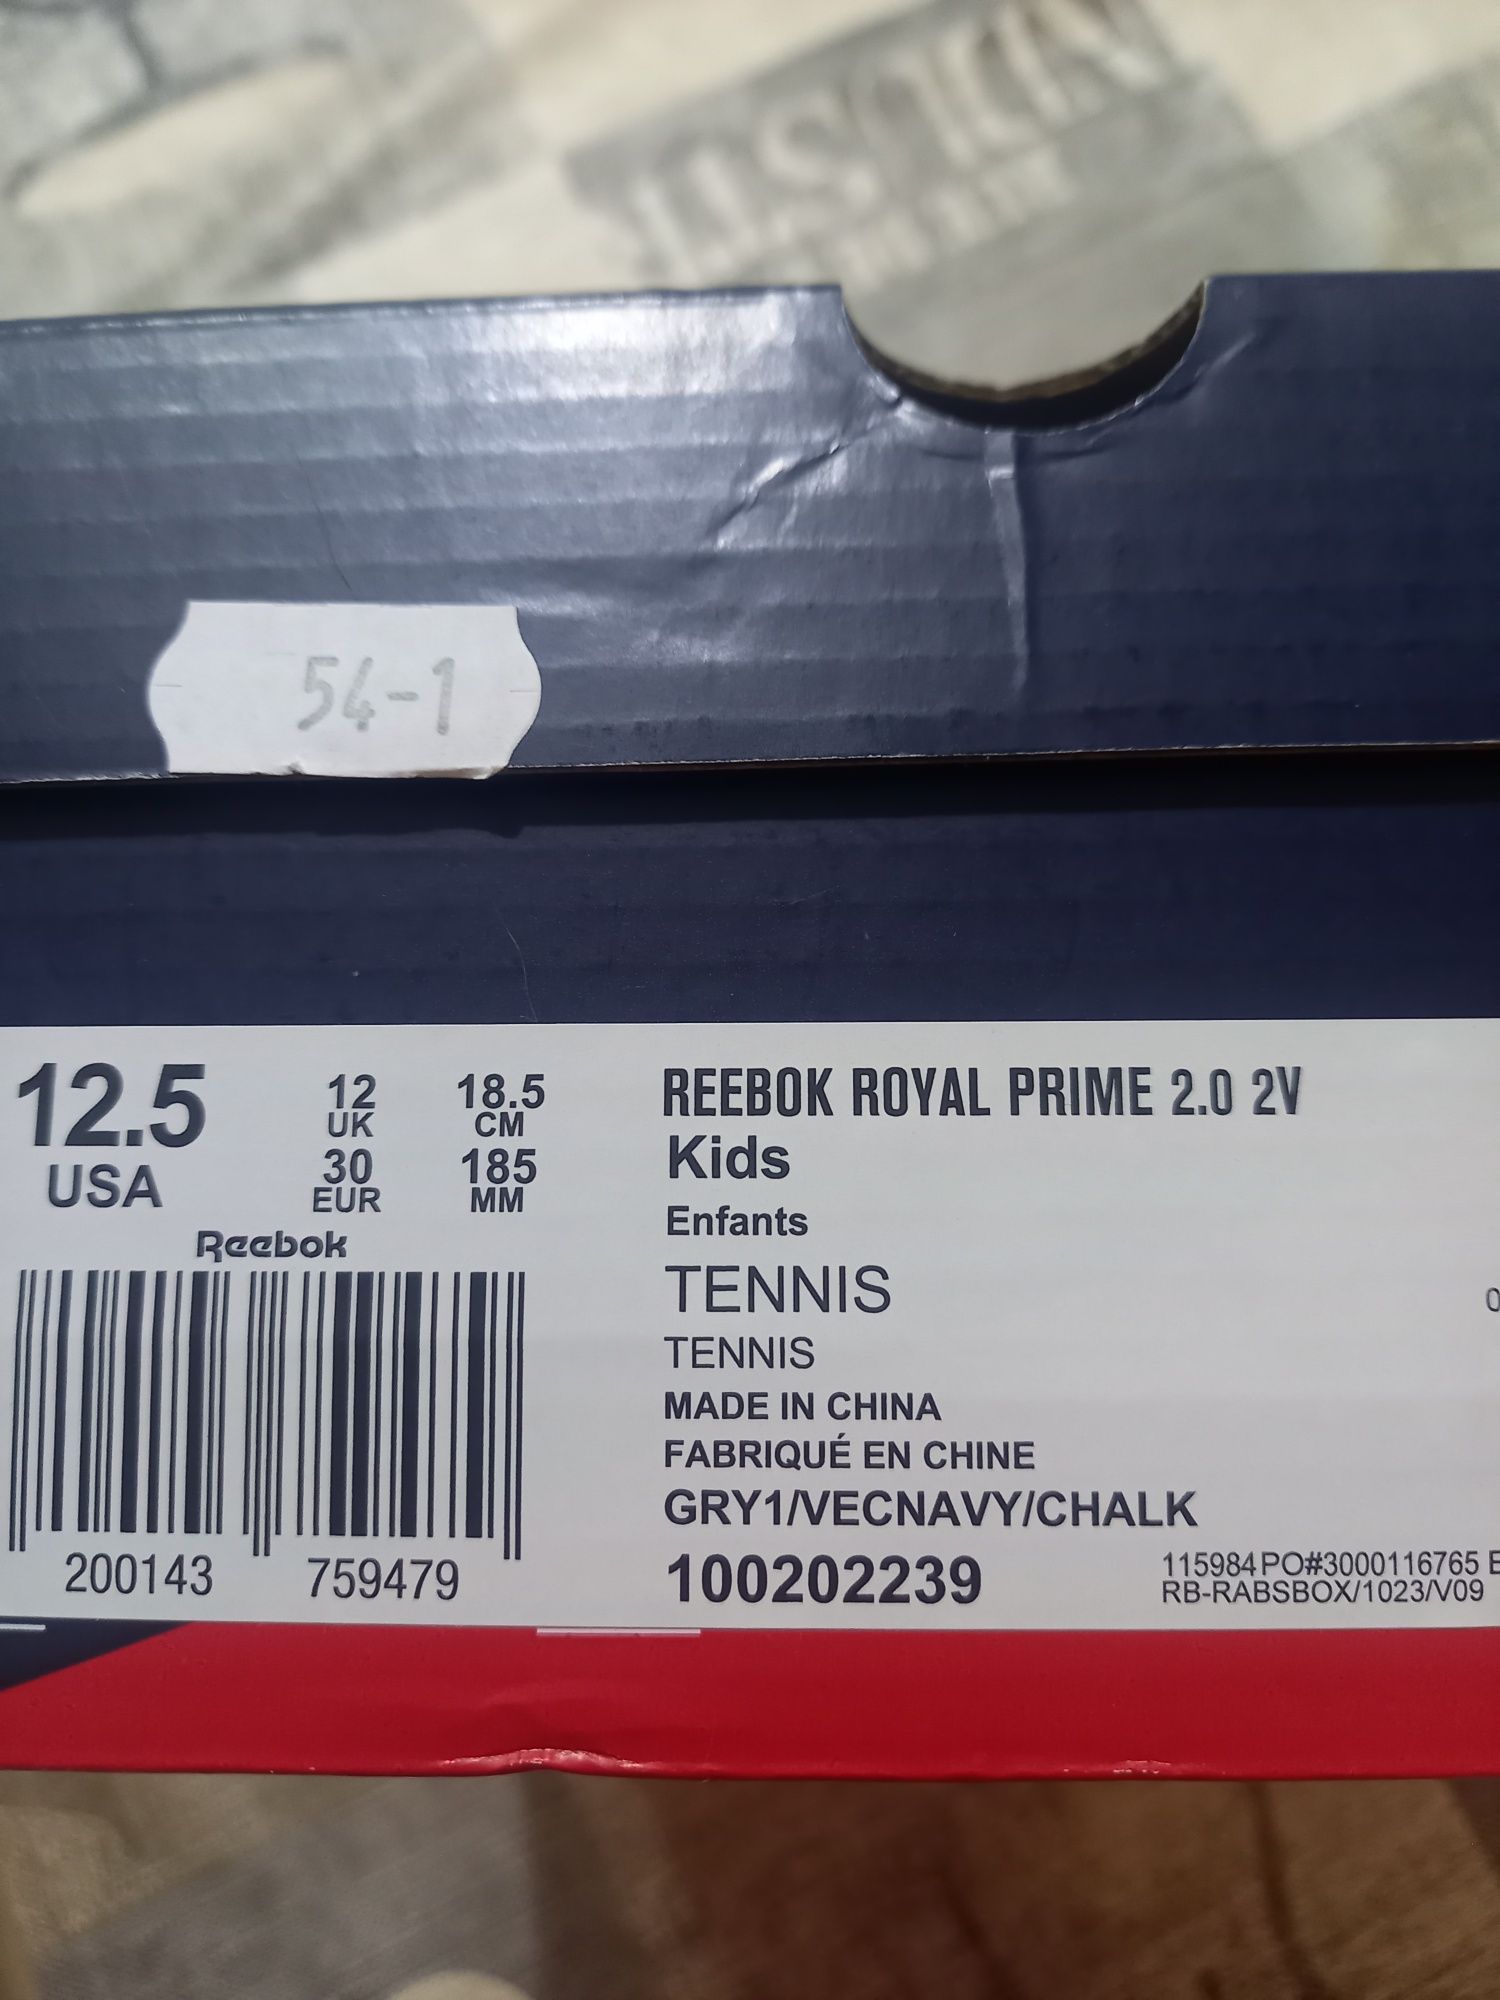 54-1
12.5
USA
12
UK
30
EUR
18.5
CM
185
MM
Reebok
200143 759479
REEBOK ROYAL PRIME 2.0 2V
Kids
Enfants
TENNIS
TENNIS
MADE IN CHINA
FABRIQUÉ EN CHINE
GRY1/VECNAVY/CHALK
100202239
115984 PO#3000116765
RB-RABSBOX/1023/V09